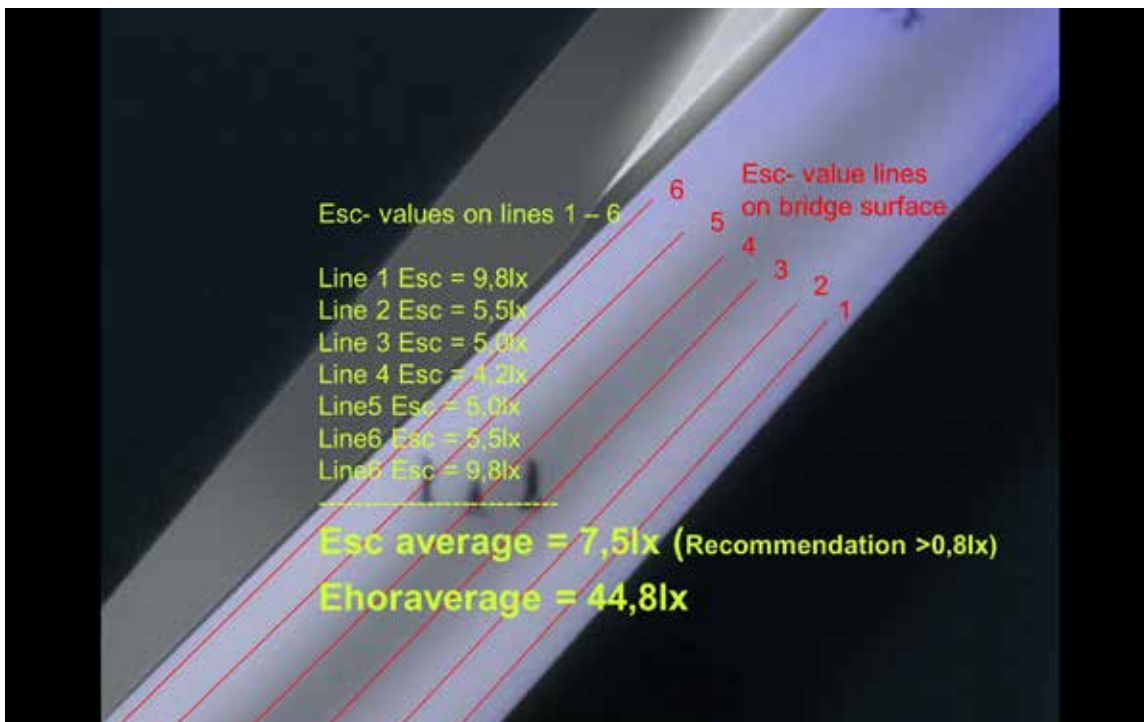 Esc- values on lines 1 – 6
Line 1 Esc = 9,8lx
Line 2 Esc = 5,5lx
Line 3 Esc = 5,0lx
Line 4 Esc = 4,2lx
Line5 Esc = 5,0lx
Line6 Esc = 5,5lx
Line6 Esc = 9,8lx
--------------------------
Esc average = 7,5lx (Recommendation >0,8lx)
Ehoraverage = 44,8lx
Esc- value lines
on bridge surface
6
5
4
3
2
1